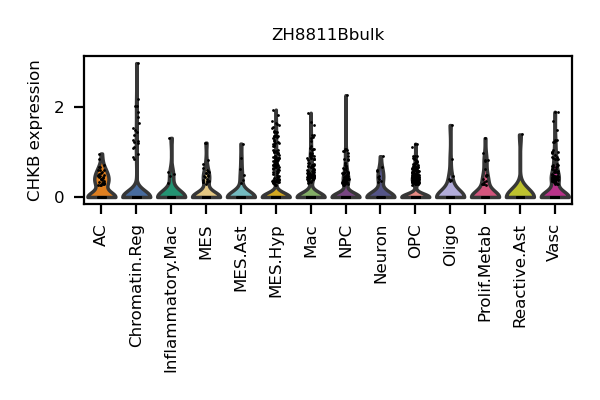 ZH8811Bbulk
CHKB expression
2
0
AC
Chromatin.Reg
Inflammatory.Mac
MES
MES.Ast
MES.Hyp
Mac
NPC
Neuron
OPC
Oligo
Prolif.Metab
Reactive.Ast
Vasc